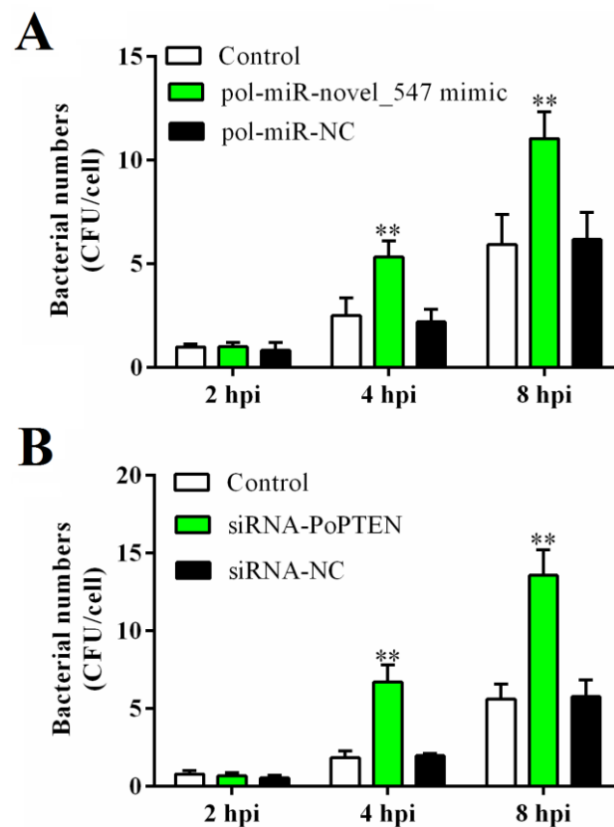 A
Control
pol-miR-novel_547 mimic
pol-miR-NC
Bacterial numbers
(CFU/cell)
15
10
5
0
**
**
2 hpi
4 hpi
8 hpi
B
Control
siRNA-PoPTEN
siRNA-NC
Bacterial numbers
(CFU/cell)
20
15
10
5
0
**
**
2 hpi
4 hpi
8 hpi